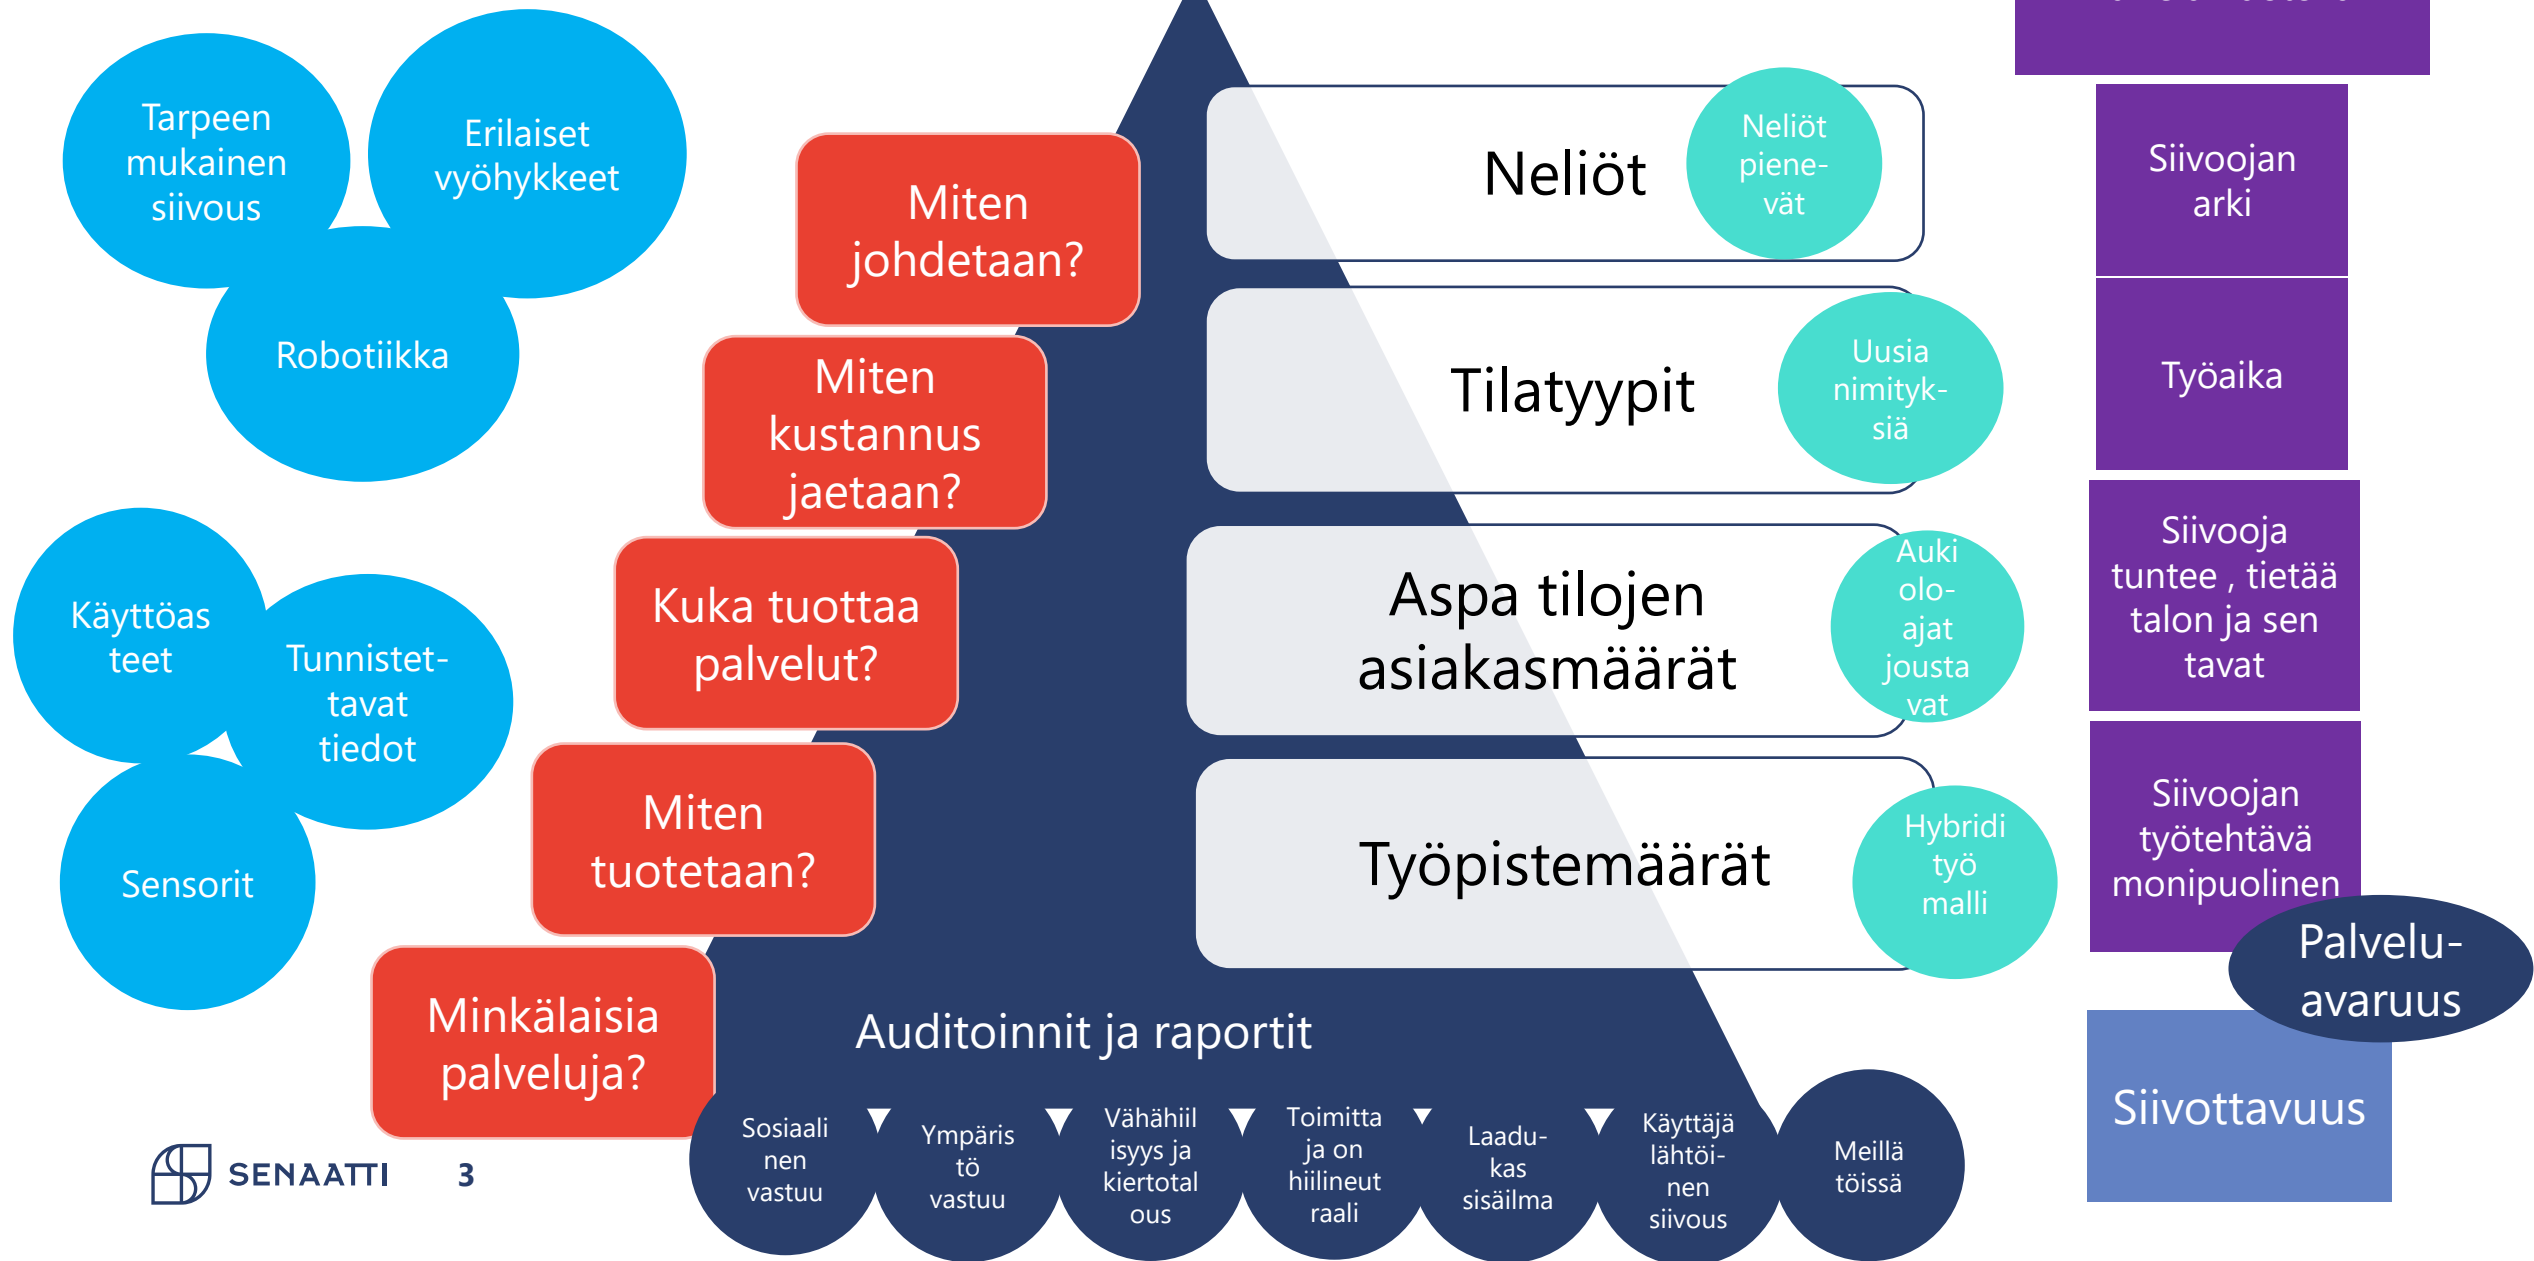 Tarpeen
mukainen
siivous
Erilaiset
vyöhykkeet
Robotiikka
Käyttöas
teet
Tunnistet-
tavat
tiedot
Sensorit
Miten
johdetaan?
Miten
kustannus
jaetaan?
Kuka tuottaa
palvelut?
Miten
tuotetaan?
Minkälaisia
palveluja?
Neliöt
Neliöt
piene-
vät
Tilatyypit
Uusia
nimityk-
siä
Aspa tilojen
asiakasmäärät
Auki
olo-
ajat
jousta
vat
Työpistemäärät
Hybridi
työ
malli
Auditoinnit ja raportit
Sosiaali
nen
vastuu
Ympäris
tö
vastuu
Vähähiil
isyys ja
kiertotal
ous
Toimitta
ja on
hiilineut
raali
Laadu-
kas
sisäilma
Käyttäjä
lähtöi-
nen
siivous
Meillä
töissä
Siivoojan
arki
Työaika
Siivooja
tuntee , tietää
talon ja sen
tavat
Siivoojan
työtehtävä
monipuolinen
Palvelu-
avaruus
Siivottavuus
SENAATTI
3